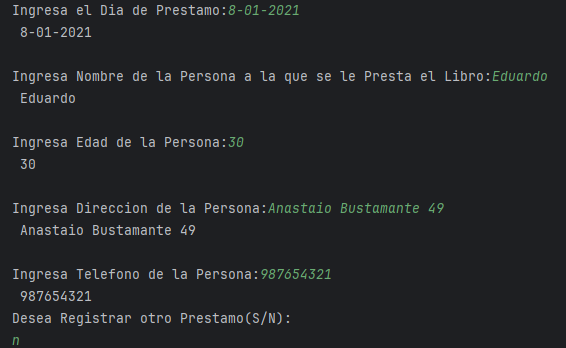 Ingresa el Dia de Prestamo:8-01-2021
8-01-2021
Ingresa Nombre de la Persona a la que se le Presta el Libro:Eduardo
Eduardo
Ingresa Edad de la Persona:30
30
Ingresa Direccion de la Persona:Anastaio Bustamante 49
Anastaio Bustamante 49
Ingresa Telefono de la Persona:987654321
987654321
Desea Registrar otro Prestamo(S/N):
n